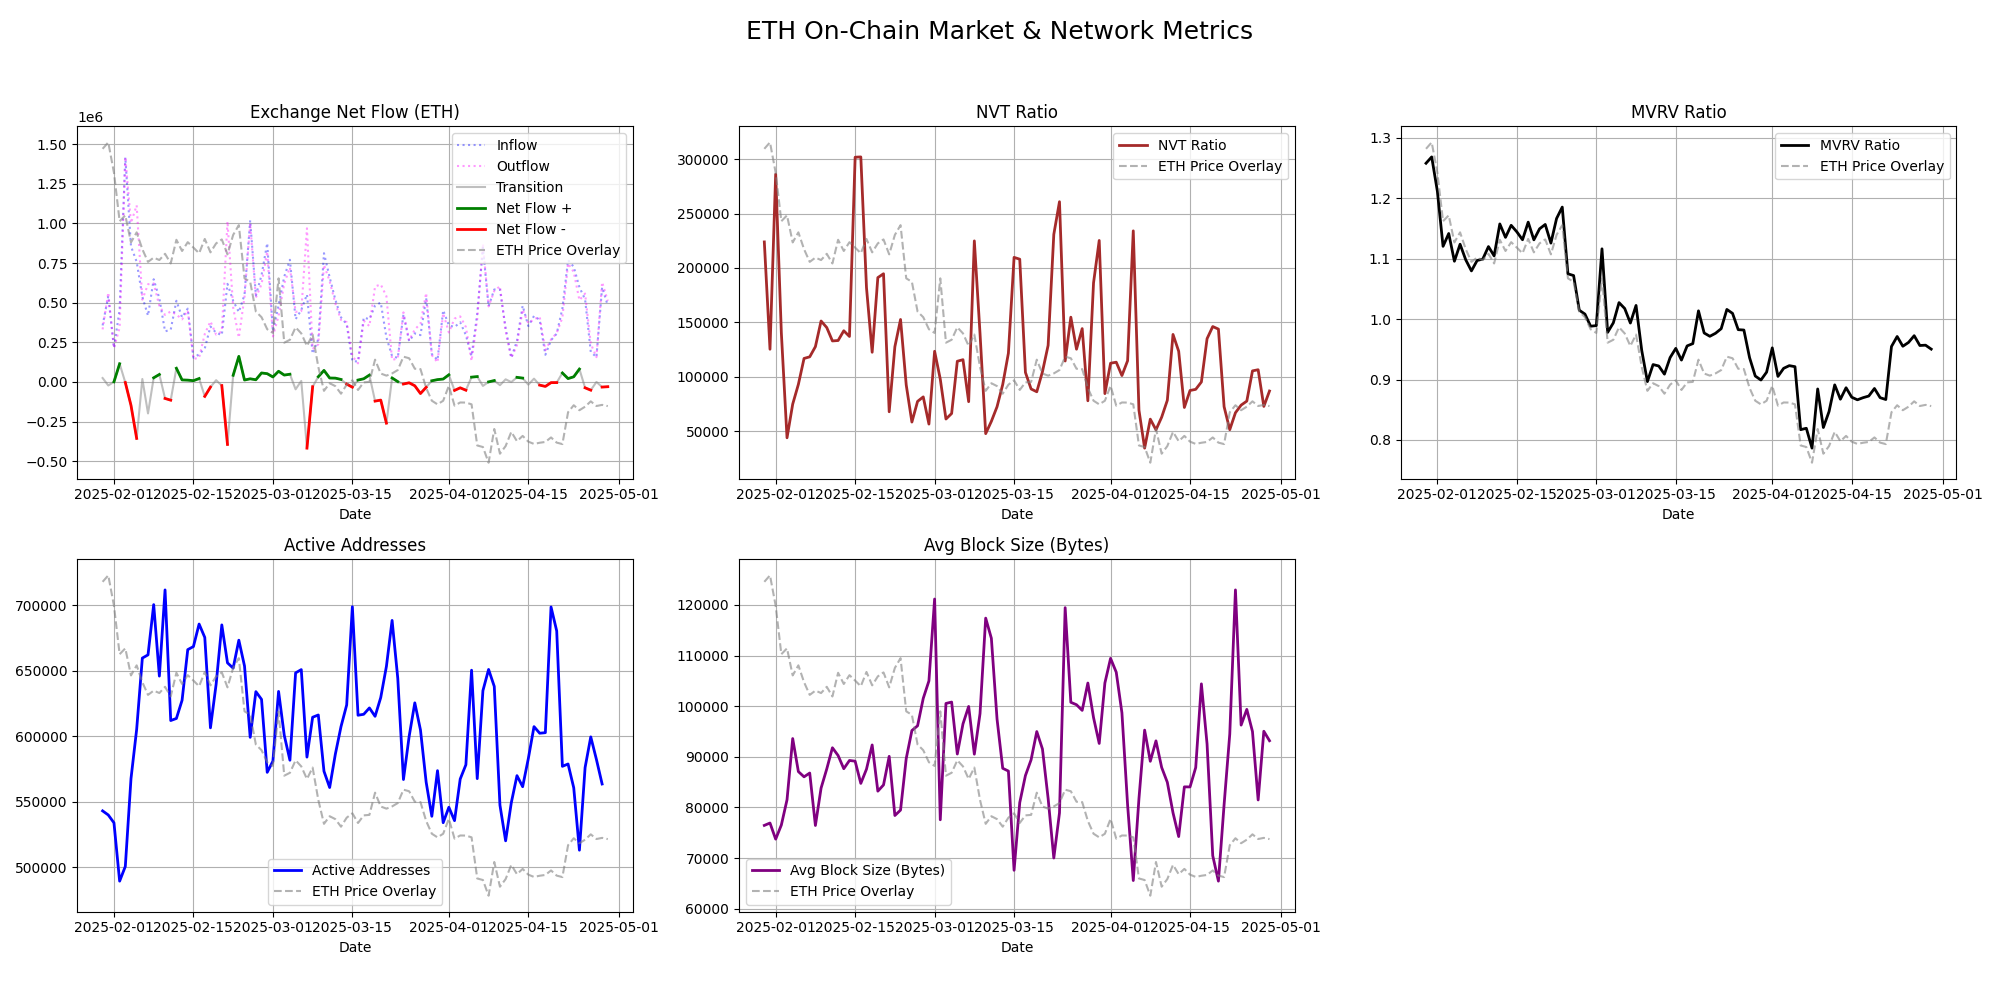 ETH On-Chain Market & Network Metrics
Exchange Net Flow (ETH)
1e6
1.50
1.25
1.00
0.75
0.50
0.25
0.00
−0.25
−0.50
Inflow
Outflow
Transition
Net Flow +
Net Flow -
ETH Price Overlay
2025-02-01 2025-02-15 2025-03-01 2025-03-15 2025-04-01 2025-04-15 2025-05-01
Date
NVT Ratio
300000
250000
200000
150000
100000
50000
NVT Ratio
ETH Price Overlay
2025-02-01 2025-02-15 2025-03-01 2025-03-15 2025-04-01 2025-04-15 2025-05-01
Date
MVRV Ratio
1.3
1.2
1.1
1.0
0.9
0.8
MVRV Ratio
ETH Price Overlay
2025-02-01 2025-02-15 2025-03-01 2025-03-15 2025-04-01 2025-04-15 2025-05-01
Date
Active Addresses
700000
650000
600000
550000
500000
Active Addresses
ETH Price Overlay
2025-02-01 2025-02-15 2025-03-01 2025-03-15 2025-04-01 2025-04-15 2025-05-01
Date
Avg Block Size (Bytes)
120000
110000
100000
90000
80000
70000
60000
Avg Block Size (Bytes)
ETH Price Overlay
2025-02-01 2025-02-15 2025-03-01 2025-03-15 2025-04-01 2025-04-15 2025-05-01
Date